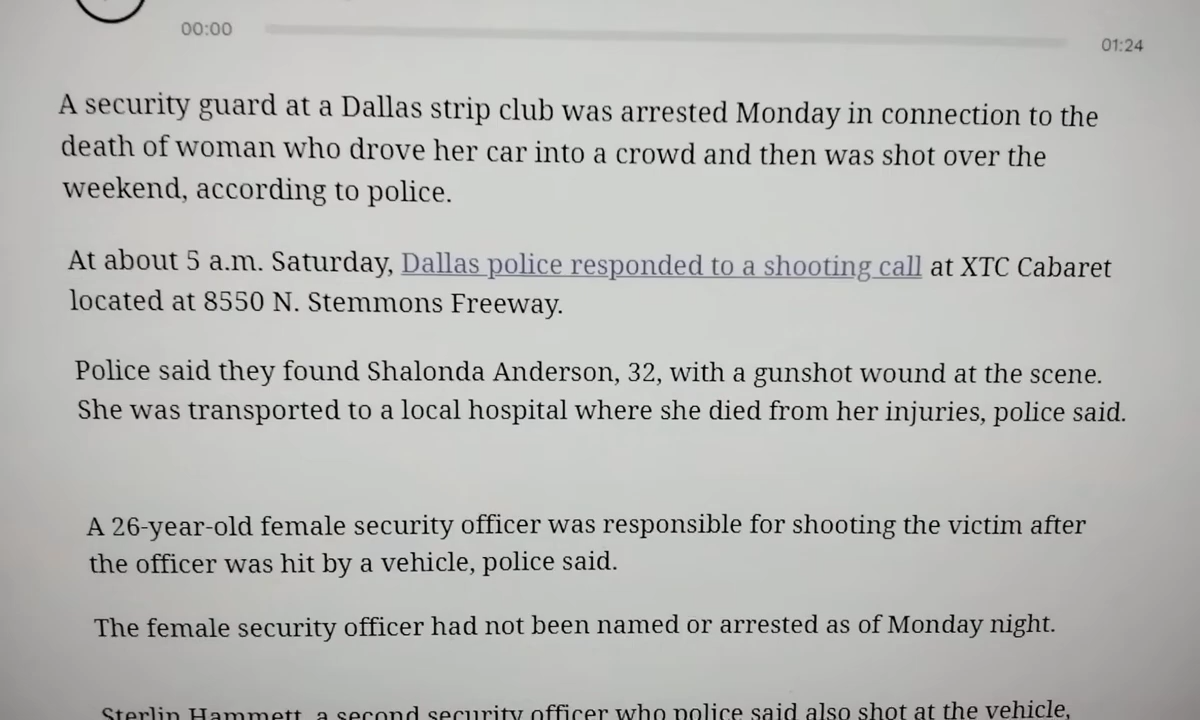 00:00
01:24
A security guard at a Dallas strip club was arrested Monday in connection to the
death of woman who drove her car into a crowd and then was shot over the
weekend, according to police.
At about 5 a.m. Saturday, Dallas police responded to a shooting call at XTC Cabaret
located at 8550 N. Stemmons Freeway.
Police said they found Shalonda Anderson, 32, with a gunshot wound at the scene.
She was transported to a local hospital where she died from her injuries, police said.
A 26-year-old female security officer was responsible for shooting the victim after
the officer was hit by a vehicle, police said.
The female security officer had not been named or arrested as of Monday night.
Sterlin Hammett, a second security officer who police said also shot at the vehicle,